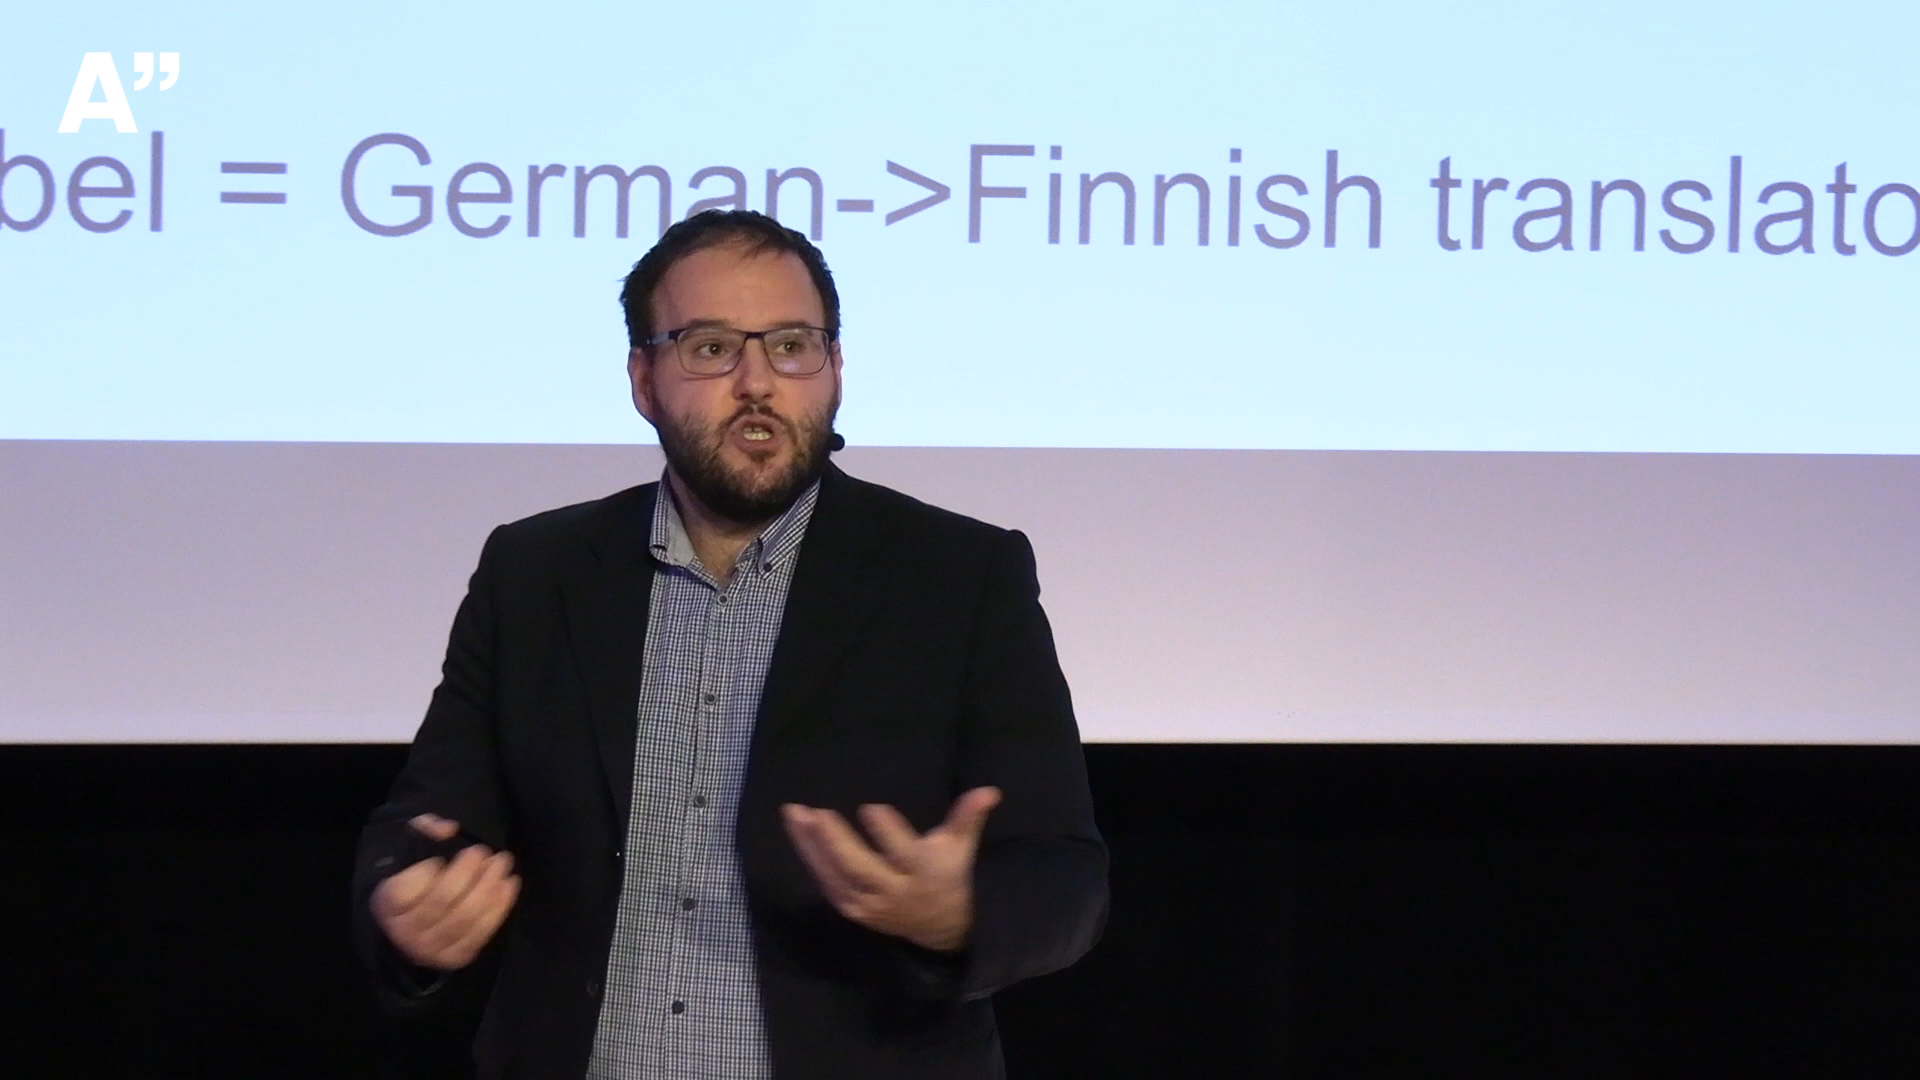 A”
bel = German->Finnish translato